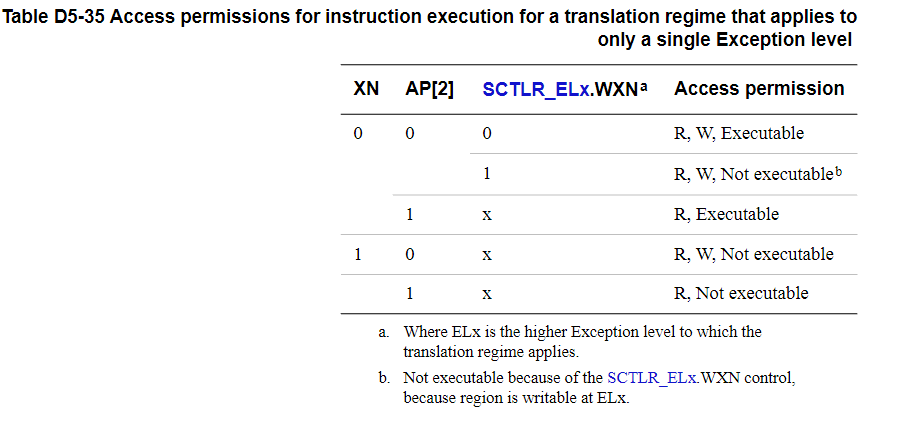 Table D5-35 Access permissions for instruction execution for a translation regime that applies to
only a single Exception level
XN AP[2] SCTLR_ELx.WXNa Access permission
0 0 0 R, W, Executable
1 R, W, Not executableb
1 x R, Executable
1 0 x R, W, Not executable
1 x R, Not executable
a. Where ELx is the higher Exception level to which the
translation regime applies.
b. Not executable because of the SCTLR_ELx.WXN control,
because region is writable at ELx.